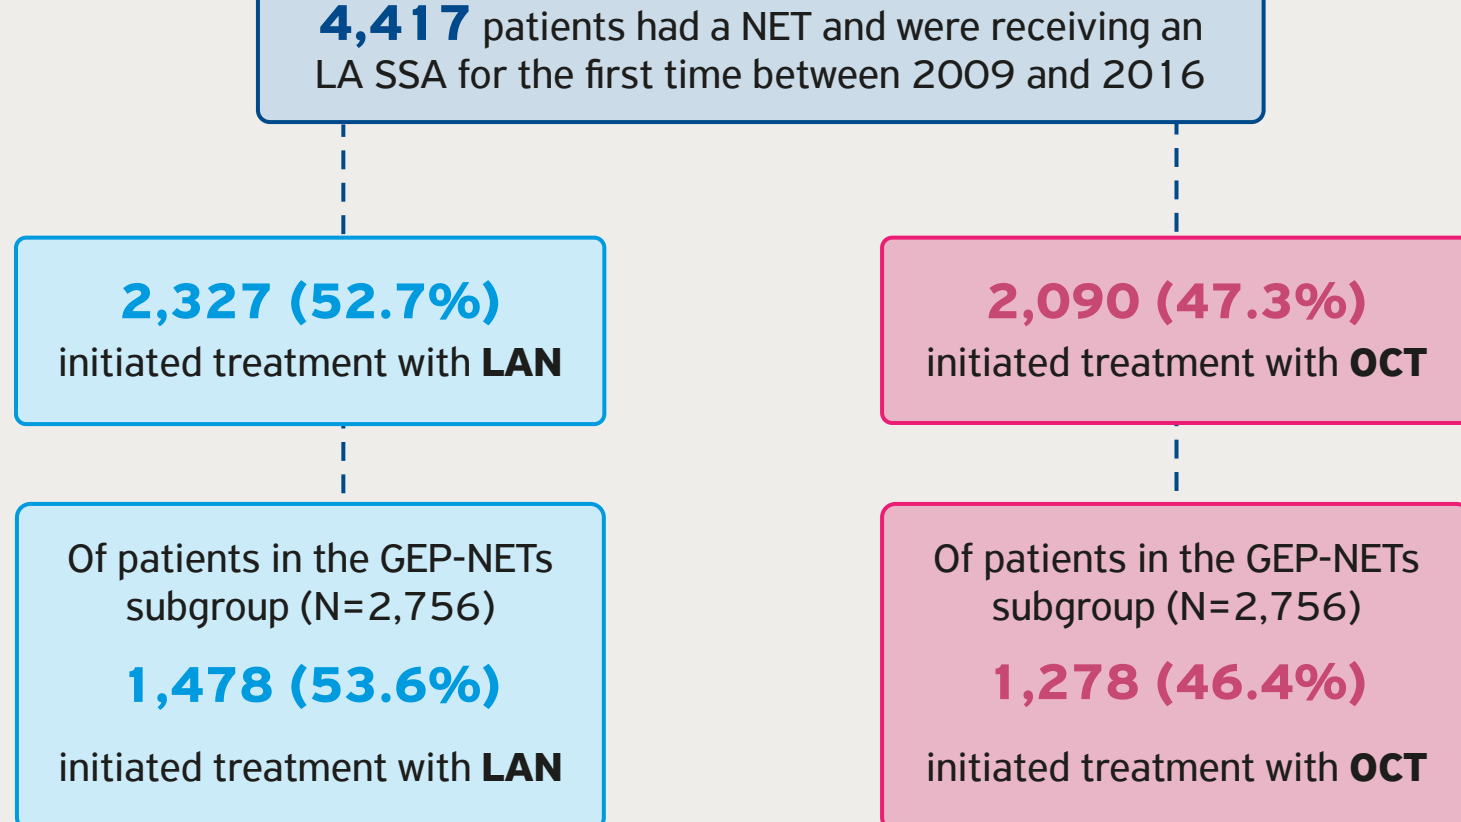 4,417 patients had a NET and were receiving an
LA SSA for the first time between 2009 and 2016
2,327 (52.7%)
initiated treatment with LAN
2,090 (47.3%)
initiated treatment with OCT
Of patients in the GEP-NETs
subgroup (N=2,756)
1,478 (53.6%)
initiated treatment with LAN
Of patients in the GEP-NETs
subgroup (N=2,756)
1,278 (46.4%)
initiated treatment with OCT